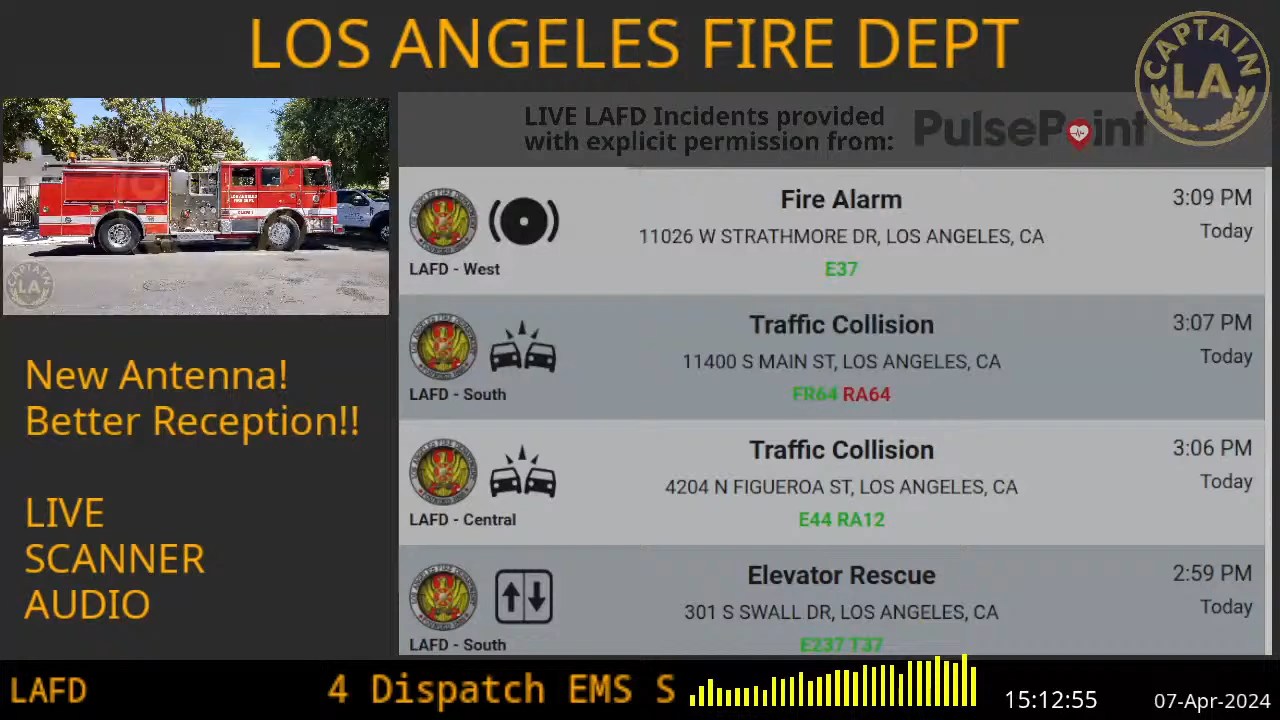 LOS ANGELES FIRE DEPT
CAPTAIN
LA
LIVE LAFD Incidents provided
with explicit permission from:
PulsePoint
Fire Alarm
3:09 PM
11026 W STRATHMORE DR, LOS ANGELES, CA
Today
LAFD - West
E37
Traffic Collision
3:07 PM
11400 S MAIN ST, LOS ANGELES, CA
Today
LAFD - South
FR64 RA64
Traffic Collision
3:06 PM
4204 N FIGUEROA ST, LOS ANGELES, CA
Today
LAFD - Central
E44 RA12
Elevator Rescue
2:59 PM
301 S SWALL DR, LOS ANGELES, CA
Today
LAFD - South
E237 T37
CAPTAIN
LA
New Antenna!
Better Reception!!
LIVE
SCANNER
AUDIO
LAFD
4 Dispatch EMS S
15:12:55
07-Apr-2024